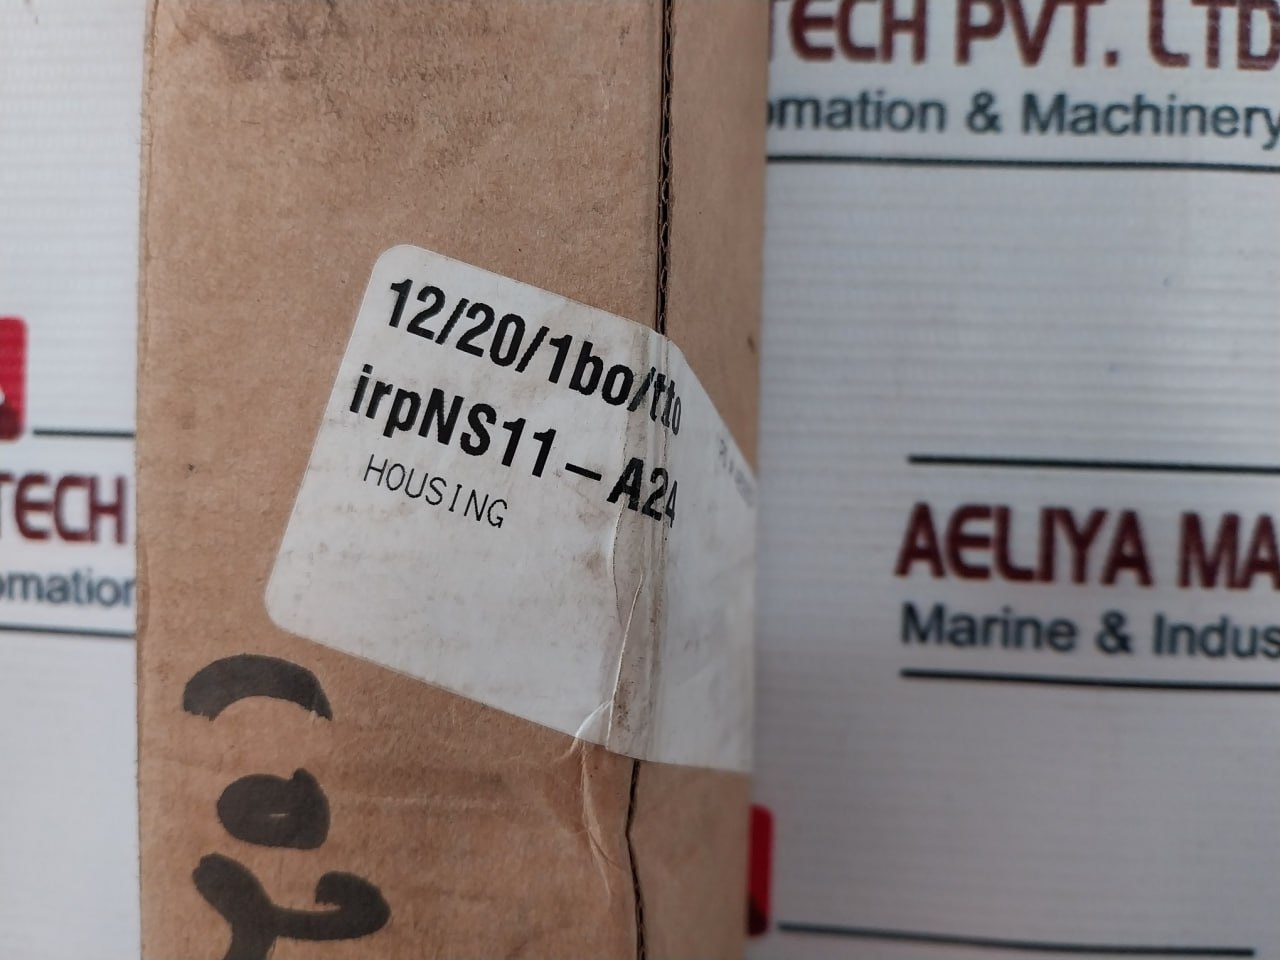 TECH PVT. LTD
omation & Machinery
12/20/1bo/tto
irpNS11-A24
HOUSING
TECH
omation
AELIYA MA
Marine & Indus